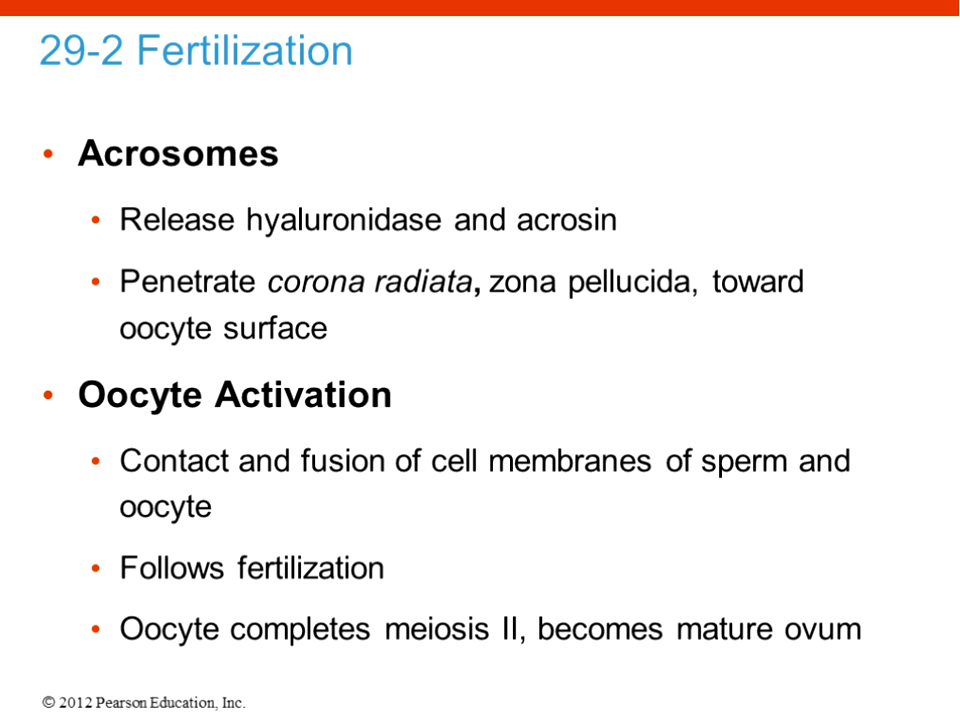 29-2 Fertilization
• Acrosomes
• Release hyaluronidase and acrosin
• Penetrate corona radiata, zona pellucida, toward
oocyte surface
• Oocyte Activation
• Contact and fusion of cell membranes of sperm and
oocyte
• Follows fertilization
• Oocyte completes meiosis II, becomes mature ovum
© 2012 Pearson Education, Inc.